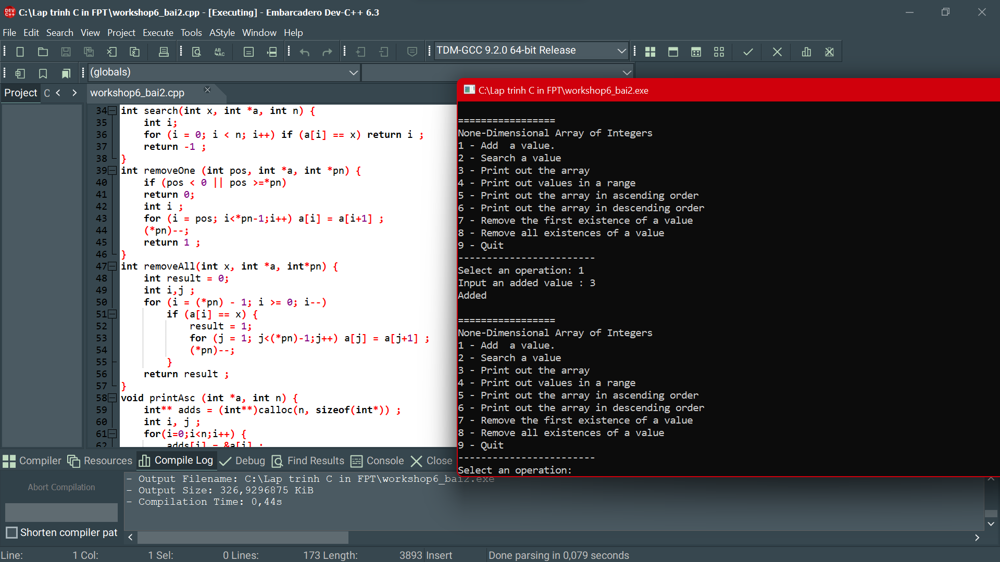 C:\Lap trinh C in FPT\workshop6_bai2.cpp - [Executing] - Embarcadero Dev-C++ 6.3
File Edit Search View Project Execute Tools AStyle Window Help
TDM-GCC 9.2.0 64-bit Release
(globals)
Project
workshop6_bai2.cpp
34 int search(int x, int *a, int n) {
35 int i;
36 for (i = 0; i < n; i++) if (a[i] == x) return i ;
37 return -1 ;
38 }
39 int removeOne (int pos, int *a, int *pn) {
40 if (pos < 0 || pos >=*pn)
41 return 0;
42 int i ;
43 for (i = pos; i<*pn-1;i++) a[i] = a[i+1] ;
44 (*pn)--;
45 return 1 ;
46 }
47 int removeAll(int x, int *a, int*pn) {
48 int result = 0;
49 int i,j ;
50 for (i = (*pn) - 1; i >= 0; i--)
51 if (a[i] == x) {
52 result = 1;
53 for (j = 1; j<(*pn)-1;j++) a[j] = a[j+1] ;
54 (*pn)--;
55 }
56 return result ;
57 }
58 void printAsc (int *a, int n) {
59 int** adds = (int**)calloc(n, sizeof(int*)) ;
60 int i, j ;
61 for(i=0;i<n;i++) {
62 adds[i] = &a[i] ;
C:\Lap trinh C in FPT\workshop6_bai2.exe
=================
None-Dimensional Array of Integers
1 - Add  a value.
2 - Search a value
3 - Print out the array
4 - Print out values in a range
5 - Print out the array in ascending order
6 - Print out the array in descending order
7 - Remove the first existence of a value
8 - Remove all existences of a value
9 - Quit
------------------------
Select an operation: 1
Input an added value : 3
Added
=================
None-Dimensional Array of Integers
1 - Add  a value.
2 - Search a value
3 - Print out the array
4 - Print out values in a range
5 - Print out the array in ascending order
6 - Print out the array in descending order
7 - Remove the first existence of a value
8 - Remove all existences of a value
9 - Quit
------------------------
Select an operation:
Compiler Resources Compile Log Debug Find Results Console Close
Abort Compilation
Shorten compiler pat
- Output Filename: C:\Lap trinh C in FPT\workshop6_bai2.exe
- Output Size: 326,9296875 KiB
- Compilation Time: 0,44s
Line: 1 Col: 1 Sel: 0 Lines: 173 Length: 3893 Insert Done parsing in 0,079 seconds